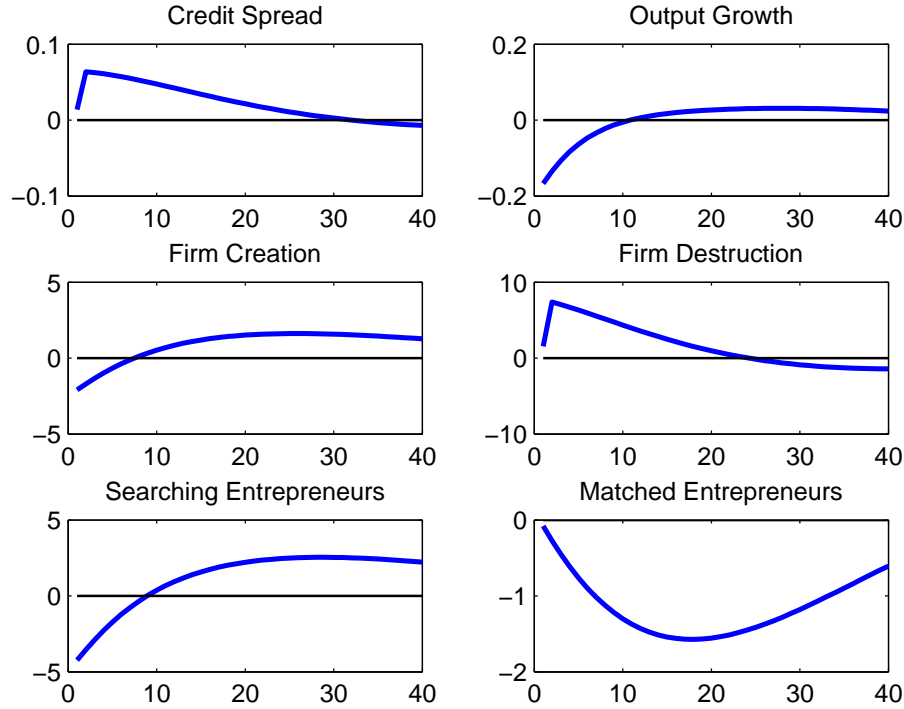 Credit Spread
0.1
0
−0.1
0 10 20 30 40
Output Growth
0.2
0
−0.2
0 10 20 30 40
Firm Creation
5
0
−5
0 10 20 30 40
Firm Destruction
10
0
−10
0 10 20 30 40
Searching Entrepreneurs
5
0
−5
0 10 20 30 40
Matched Entrepreneurs
0
−1
−2
0 10 20 30 40